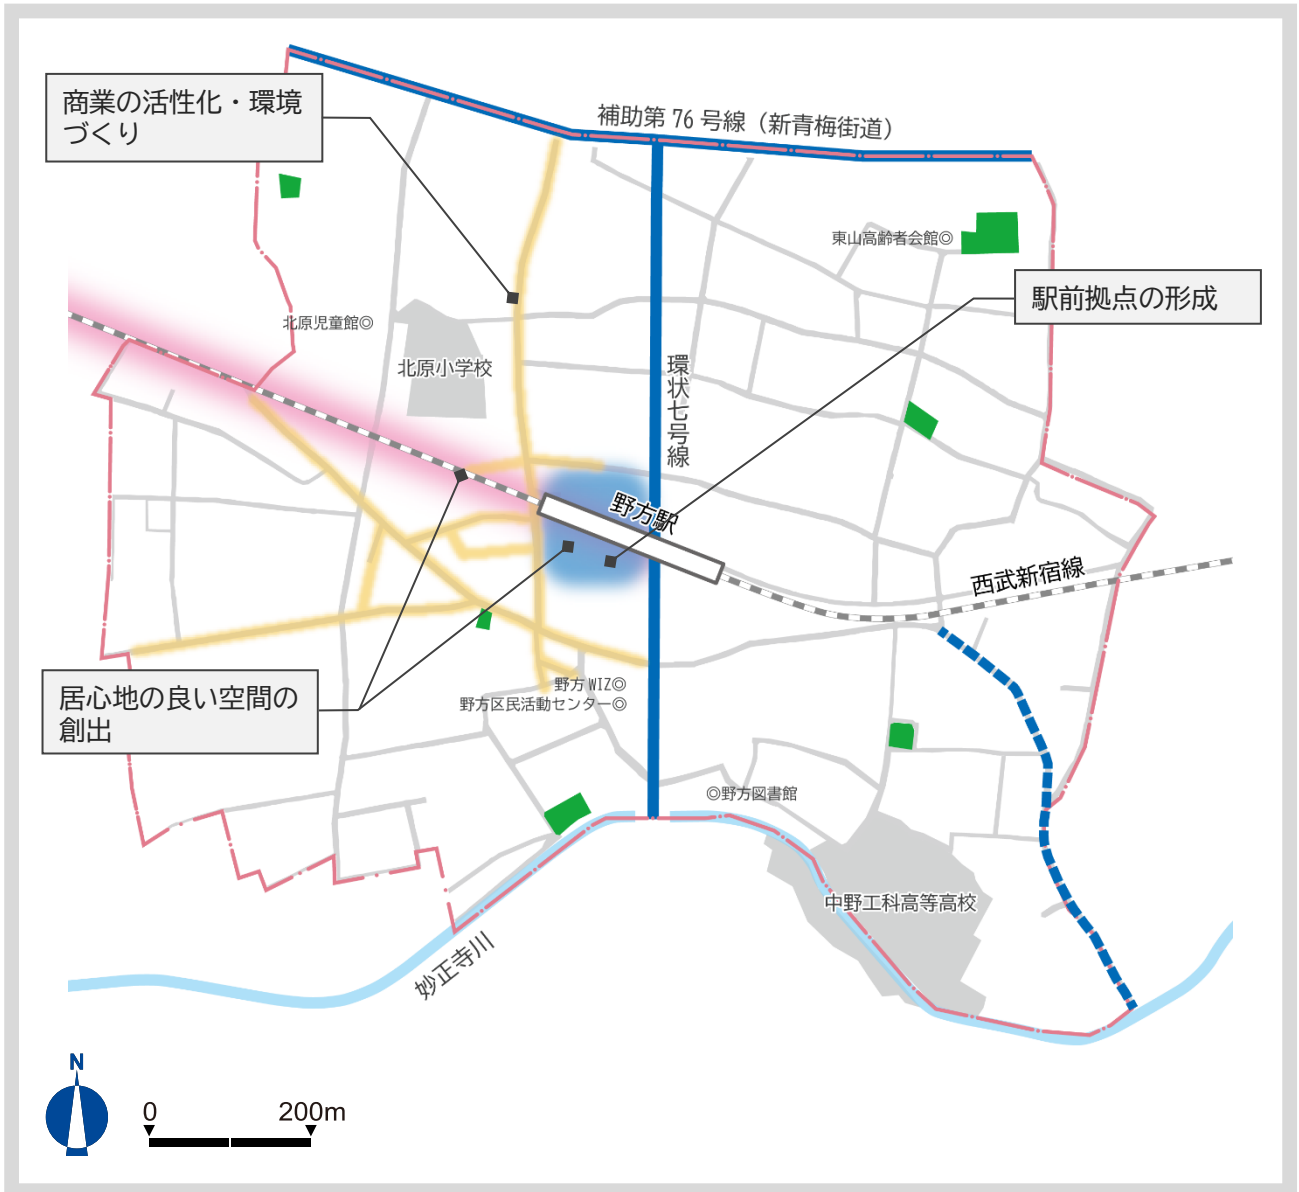 商業の活性化・環境
づくり
補助第76号線（新青梅街道）
東山高齢者会館◎
駅前拠点の形成
北原児童館◎
北原小学校
環状七号線
野方駅
西武新宿線
居心地の良い空間の
創出
野方WIZ◎
野方区民活動センター◎
◎野方図書館
中野工科高等高校
妙正寺川
N
0 200m